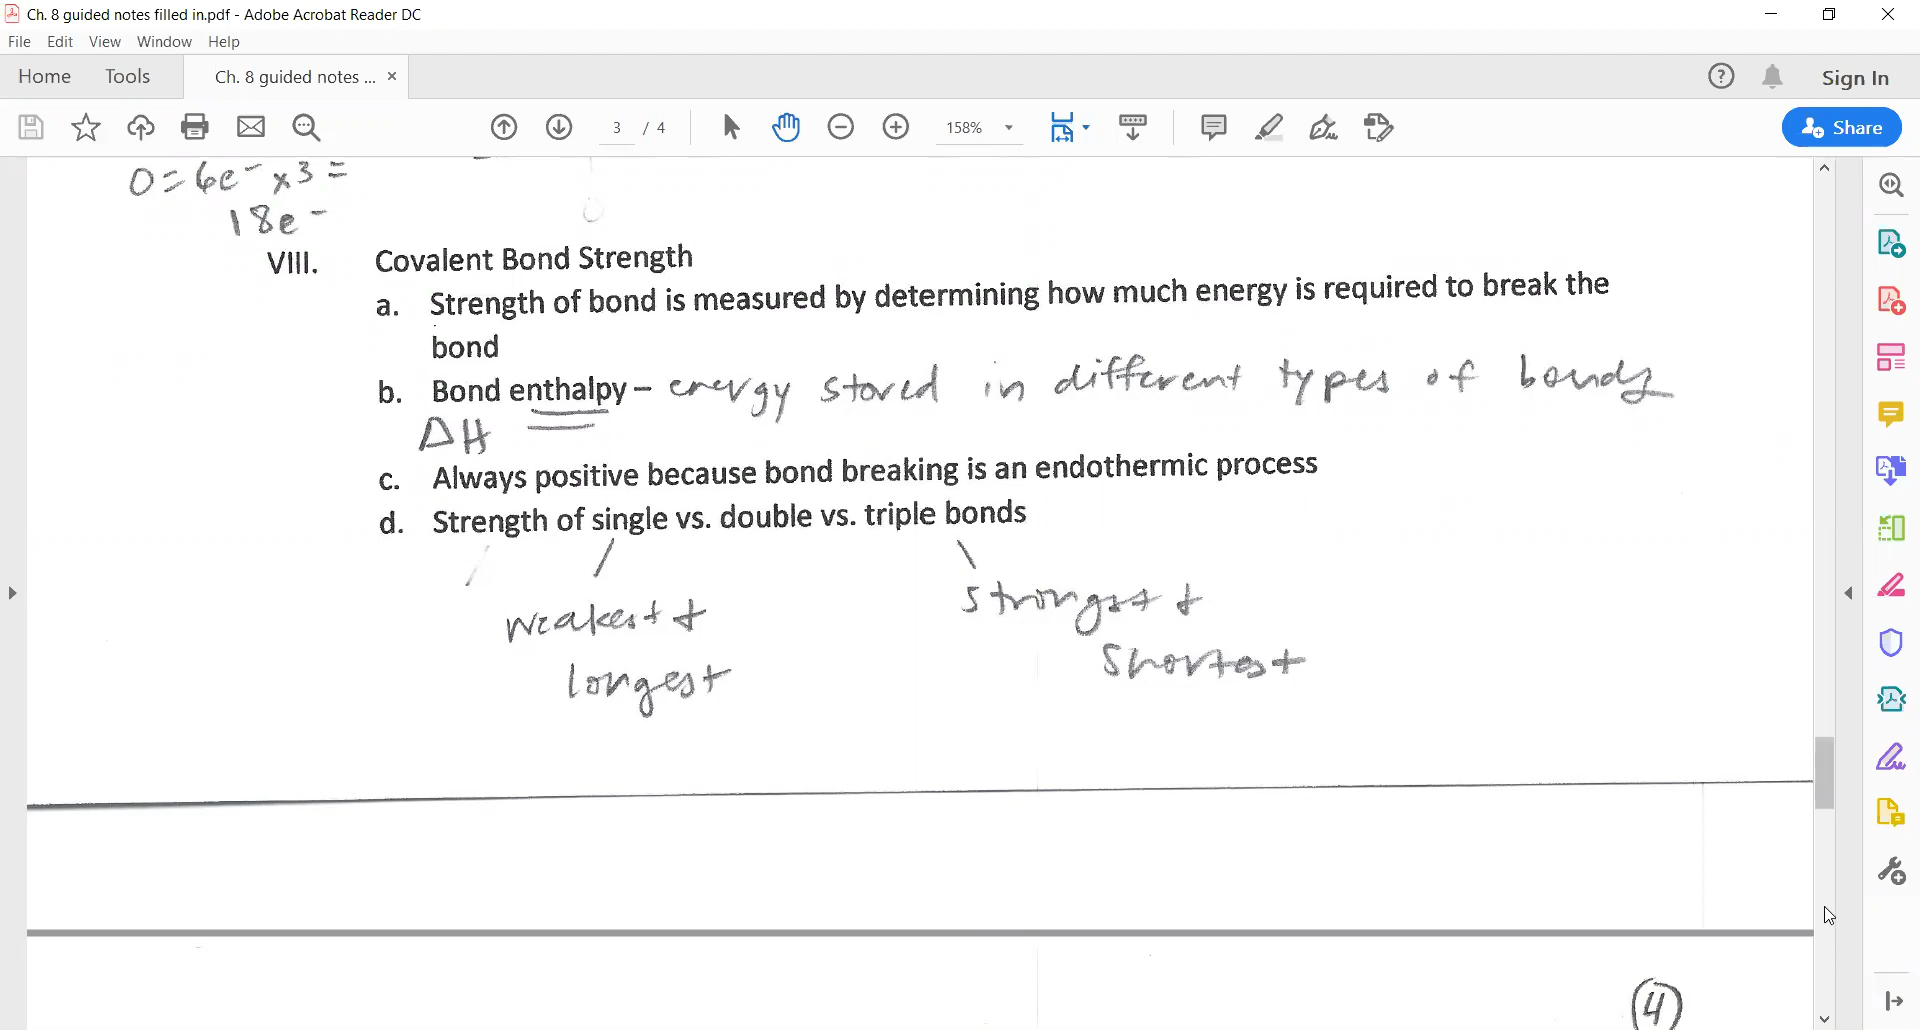 Ch. 8 guided notes filled in.pdf - Adobe Acrobat Reader DC
File Edit View Window Help
Home Tools Ch. 8 guided notes ... × Sign In
3 / 4 158% Share
O = 6e⁻ x 3 =
18e⁻
VIII. Covalent Bond Strength
a. Strength of bond is measured by determining how much energy is required to break the
bond
b. Bond enthalpy – energy stored in different types of bonds
ΔH
c. Always positive because bond breaking is an endothermic process
d. Strength of single vs. double vs. triple bonds
weakest + strongest +
longest shortest
4